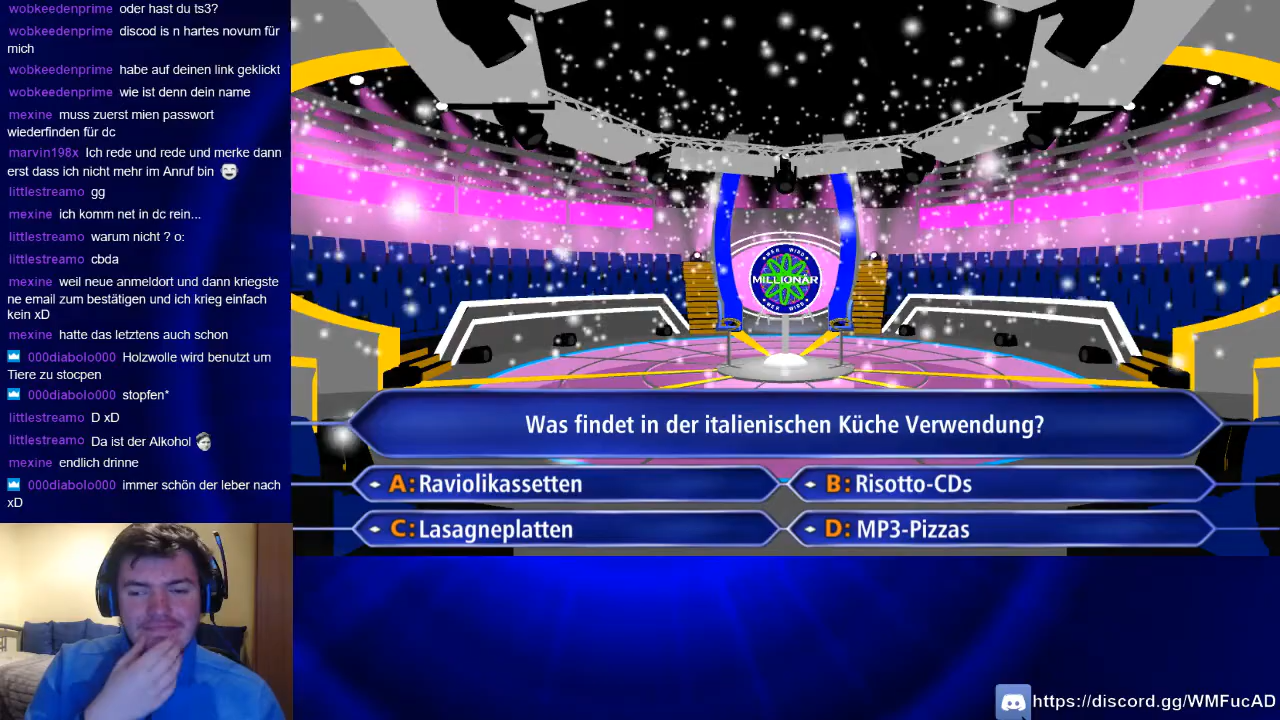 wobkeedenprime oder hast du ts3?
wobkeedenprime discod is n hartes novum für
mich
wobkeedenprime habe auf deinen link geklickt
wobkeedenprime wie ist denn dein name
mexine muss zuerst mien passwort
wiederfinden für dc
marvin198x Ich rede und rede und merke dann
erst dass ich nicht mehr im Anruf bin
littlestreamo gg
mexine ich komm net in dc rein...
littlestreamo warum nicht ? o:
littlestreamo cbda
mexine weil neue anmeldort und dann kriegste
ne email zum bestätigen und ich krieg einfach
kein xD
mexine hatte das letztens auch schon
000diabolo000 Holzwolle wird benutzt um
Tiere zu stocpen
000diabolo000 stopfen*
littlestreamo D xD
littlestreamo Da ist der Alkohol
mexine endlich drinne
000diabolo000 immer schön der leber nach
xD
WER WIRD
MILLIONÄR
WER WIRD
Was findet in der italienischen Küche Verwendung?
A: Raviolikassetten
B: Risotto-CDs
C: Lasagneplatten
D: MP3-Pizzas
https://discord.gg/WMFucAD